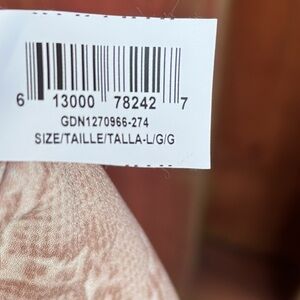 6 13000 78242 7
GDN1270966-274
SIZE/TAILLE/TALLA-L/G/G